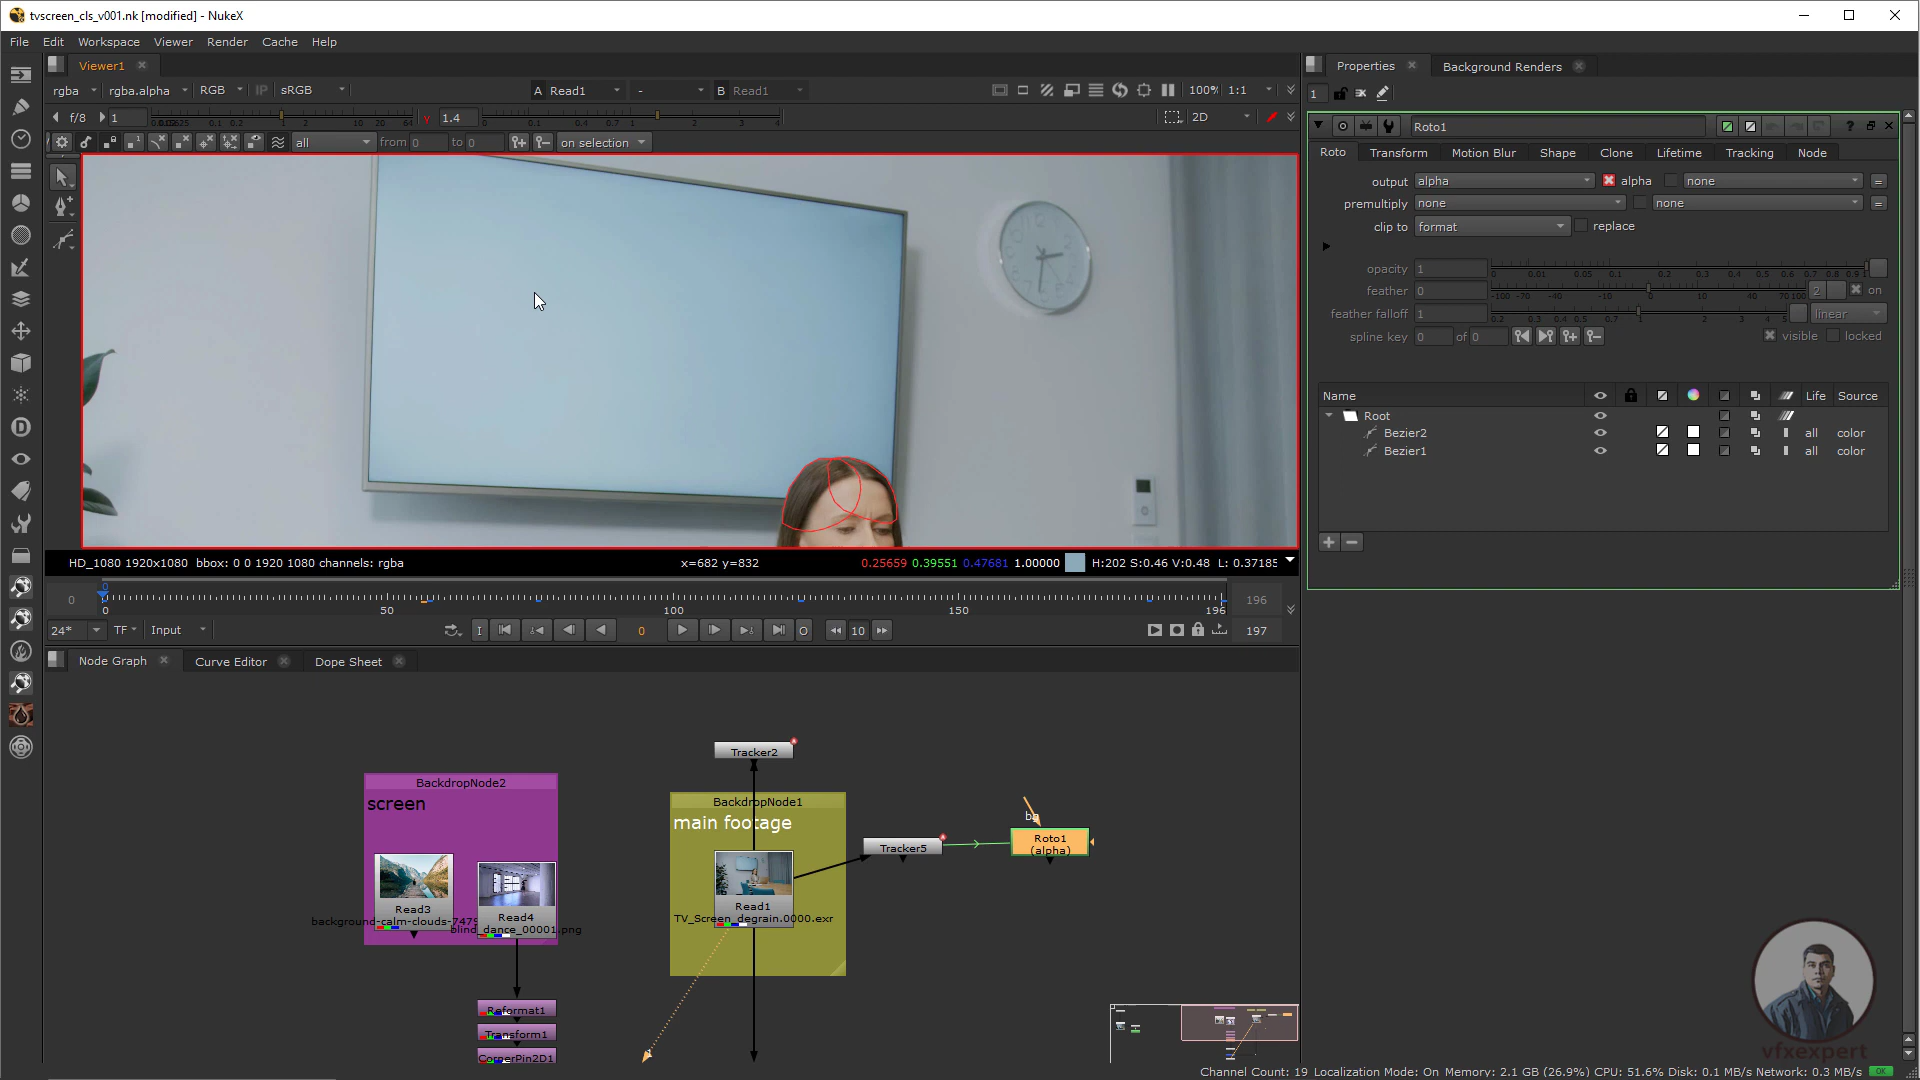 tvscreen_cls_v001.nk [modified] - NukeX
File Edit Workspace Viewer Render Cache Help
Viewer1
Properties
Background Renders
rgba rgba.alpha RGB IP sRGB A Read1 - B Read1 100% 1:1
1
f/8 1 1.4 2D
Roto1
all from 0 to 0 on selection
Roto Transform Motion Blur Shape Clone Lifetime Tracking Node
output alpha alpha none =
premultiply none none =
clip to format replace
opacity 1
feather 0 2 on
feather falloff 1 linear
spline key 0 of 0 visible locked
Name Life Source
Root
Bezier2 all color
Bezier1 all color
HD_1080 1920x1080 bbox: 0 0 1920 1080 channels: rgba x=682 y=832 0.25659 0.39551 0.47681 1.00000 H:202 S:0.46 V:0.48 L: 0.37185
0 0 50 100 150 196 196
24* TF Input I 0 O 10 197
Node Graph Curve Editor Dope Sheet
Tracker2
BackdropNode2
screen
BackdropNode1
main footage
Read3
background-calm-clouds-7479
Read4
blind_dance_00001.png
Read1
TV_Screen_degrain.0000.exr
Tracker5
bg
Roto1
(alpha)
Reformat1
Transform1
CornerPin2D1
vfxexpert
Channel Count: 19 Localization Mode: On Memory: 2.1 GB (26.9%) CPU: 51.6% Disk: 0.1 MB/s Network: 0.3 MB/s OK